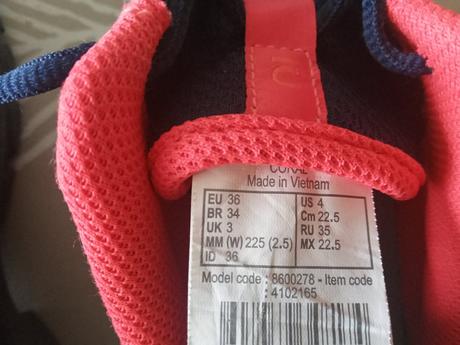 CORAL
Made in Vietnam
EU 36 US 4
BR 34 Cm 22.5
UK 3 RU 35
MM (W) 225 (2.5) MX 22.5
ID 36
Model code : 8600278 - Item code
: 4102165